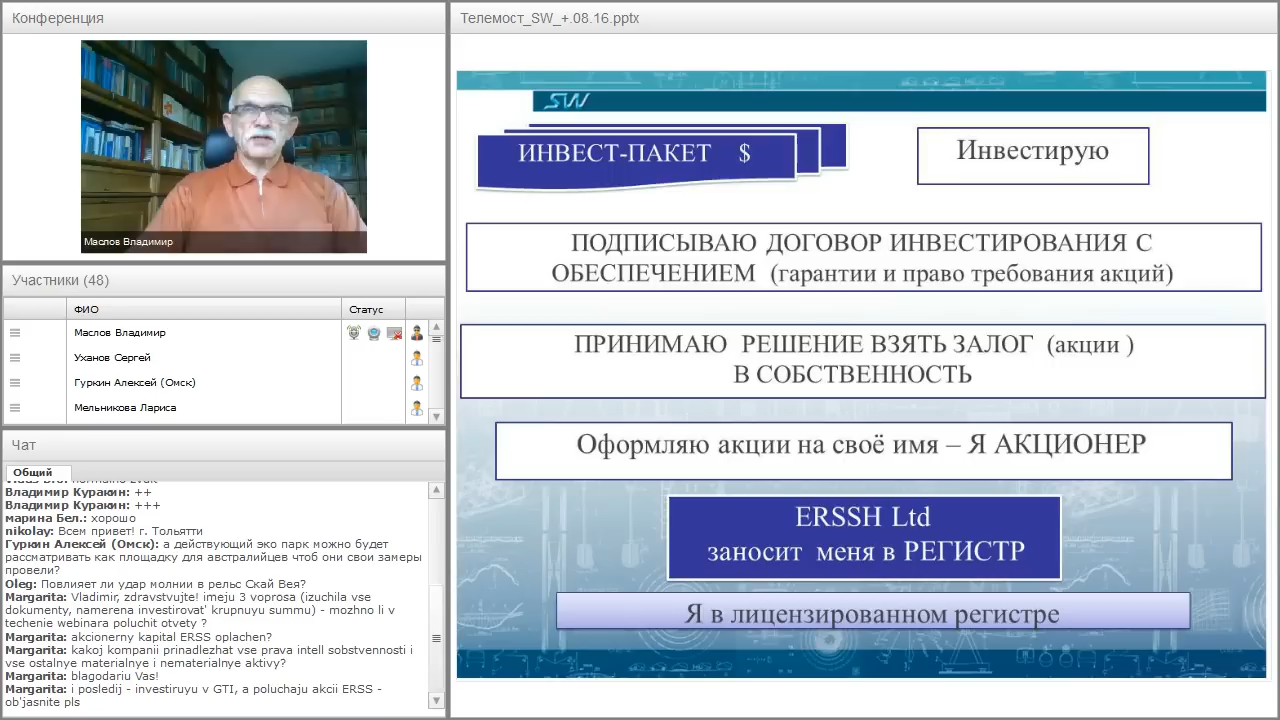 Конференция
Маслов Владимир
Участники (48)
ФИО
Статус
Маслов Владимир
Уханов Сергей
Гуркин Алексей (Омск)
Мельникова Лариса
Чат
Общий
Владимир Куракин: ++
Владимир Куракин: +++
марина Бел.: хорошо
nikolay: Всем привет! г. Тольятти
Гуркин Алексей (Омск): а действующий эко парк можно будет
рассматривать как площадку для австралийцев чтоб они свои замеры
провели?
Oleg: Повлияет ли удар молнии в рельс Скай Вея?
Margarita: Vladimir, zdravstvujte! imeju 3 voprosa (izuchila vse
dokumenty, namerena investirovat' krupnuyu summu) - mozhno li v
techenie webinara poluchit otvety ?
Margarita: akcionerny kapital ERSS oplachen?
Margarita: kakoj kompanii prinadlezhat vse prava intell sobstvennosti i
vse ostalnye materialnye i nematerialnye aktivy?
Margarita: blagodariu Vas!
Margarita: i posledij - investiruyu v GTI, a poluchaju akcii ERSS -
ob'jasnite pls
Телемост_SW_+.08.16.pptx
SW
ИНВЕСТ-ПАКЕТ $
Инвестирую
ПОДПИСЫВАЮ ДОГОВОР ИНВЕСТИРОВАНИЯ С
ОБЕСПЕЧЕНИЕМ (гарантии и право требования акций)
ПРИНИМАЮ РЕШЕНИЕ ВЗЯТЬ ЗАЛОГ (акции )
В СОБСТВЕННОСТЬ
Оформляю акции на своё имя – Я АКЦИОНЕР
ERSSH Ltd
заносит меня в РЕГИСТР
Я в лицензированном регистре